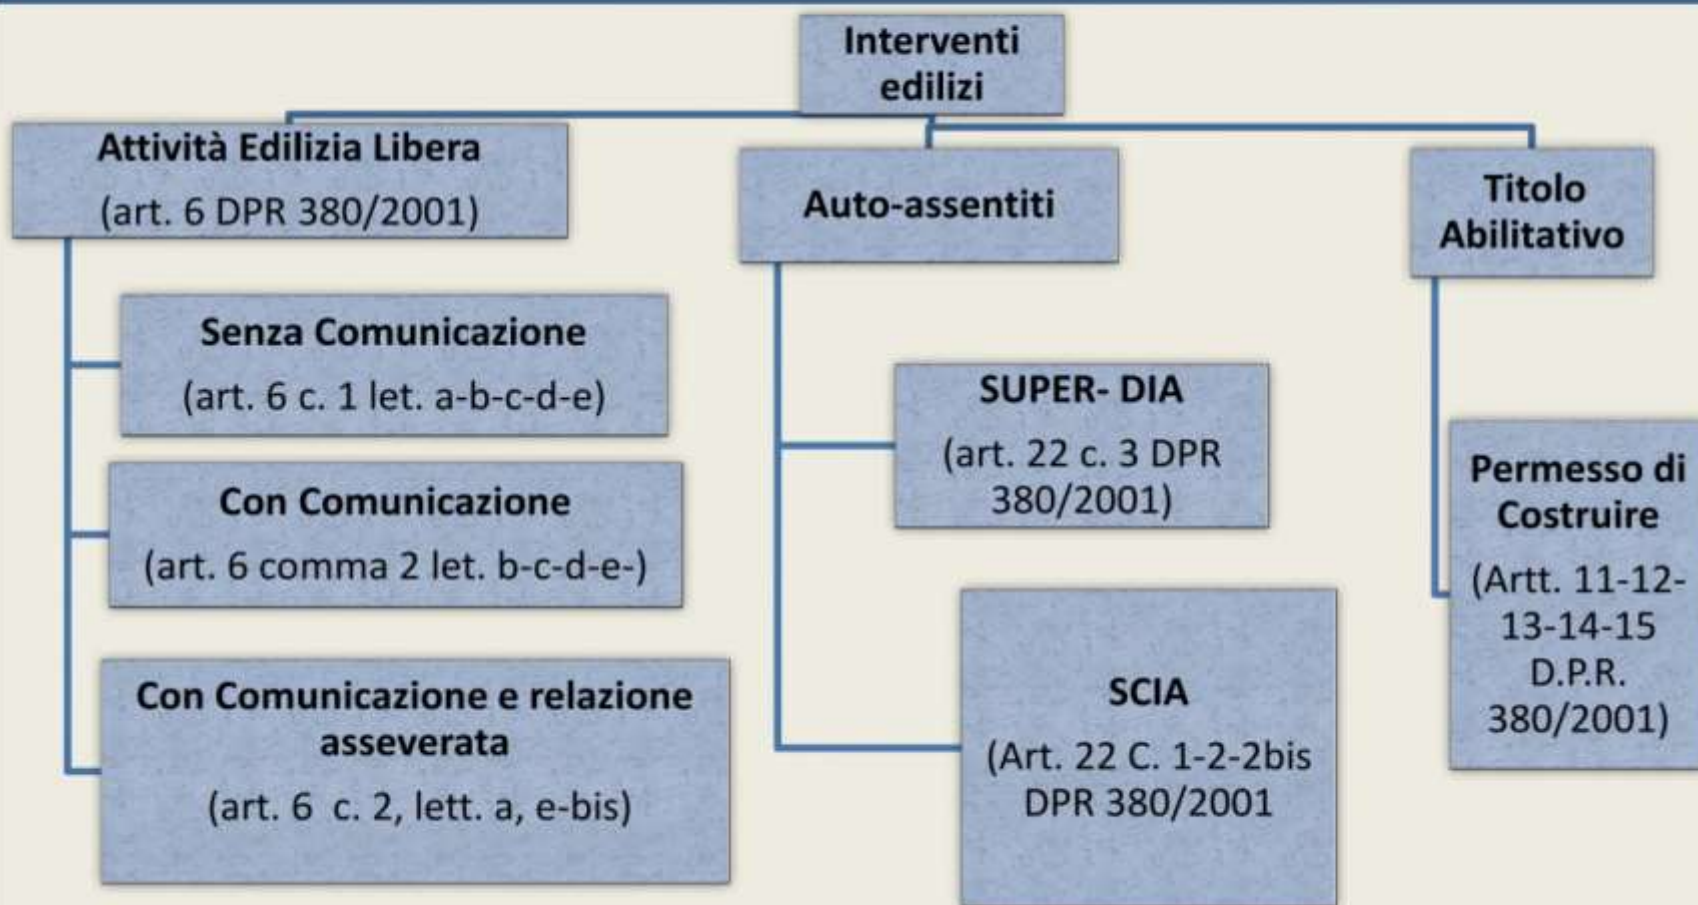 Interventi
edilizi
Attività Edilizia Libera
(art. 6 DPR 380/2001)
Senza Comunicazione
(art. 6 c. 1 let. a-b-c-d-e)
Con Comunicazione
(art. 6 comma 2 let. b-c-d-e-)
Con Comunicazione e relazione
asseverata
(art. 6 c. 2, lett. a, e-bis)
Auto-assentiti
SUPER- DIA
(art. 22 c. 3 DPR
380/2001)
SCIA
(Art. 22 C. 1-2-2bis
DPR 380/2001
Titolo
Abilitativo
Permesso di
Costruire
(Artt. 11-12-
13-14-15
D.P.R.
380/2001)